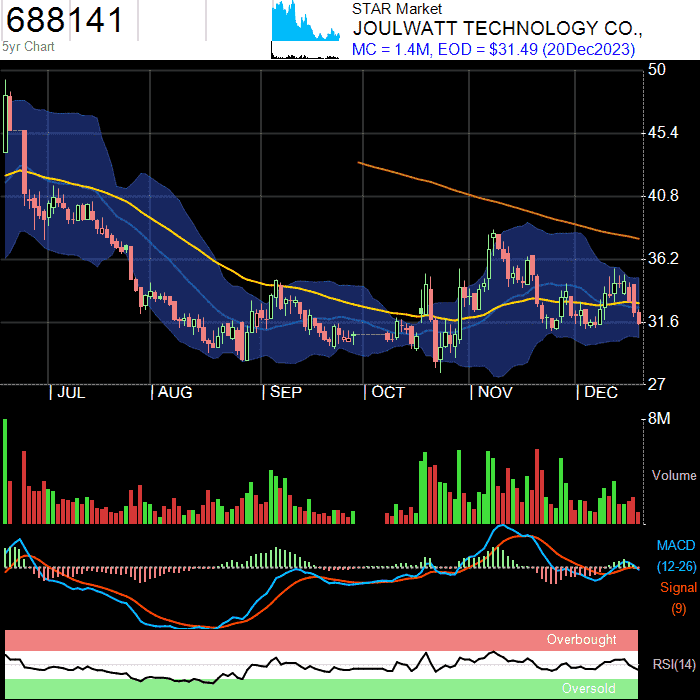 688141
5yr Chart
STAR Market
JOULWATT TECHNOLOGY CO.,
MC = 1.4M, EOD = $31.49 (20Dec2023)
50
45.4
40.8
36.2
31.6
27
| JUL | AUG | SEP | OCT | NOV | DEC
8M
Volume
MACD
(12-26)
Signal
(9)
Overbought
RSI(14)
Oversold